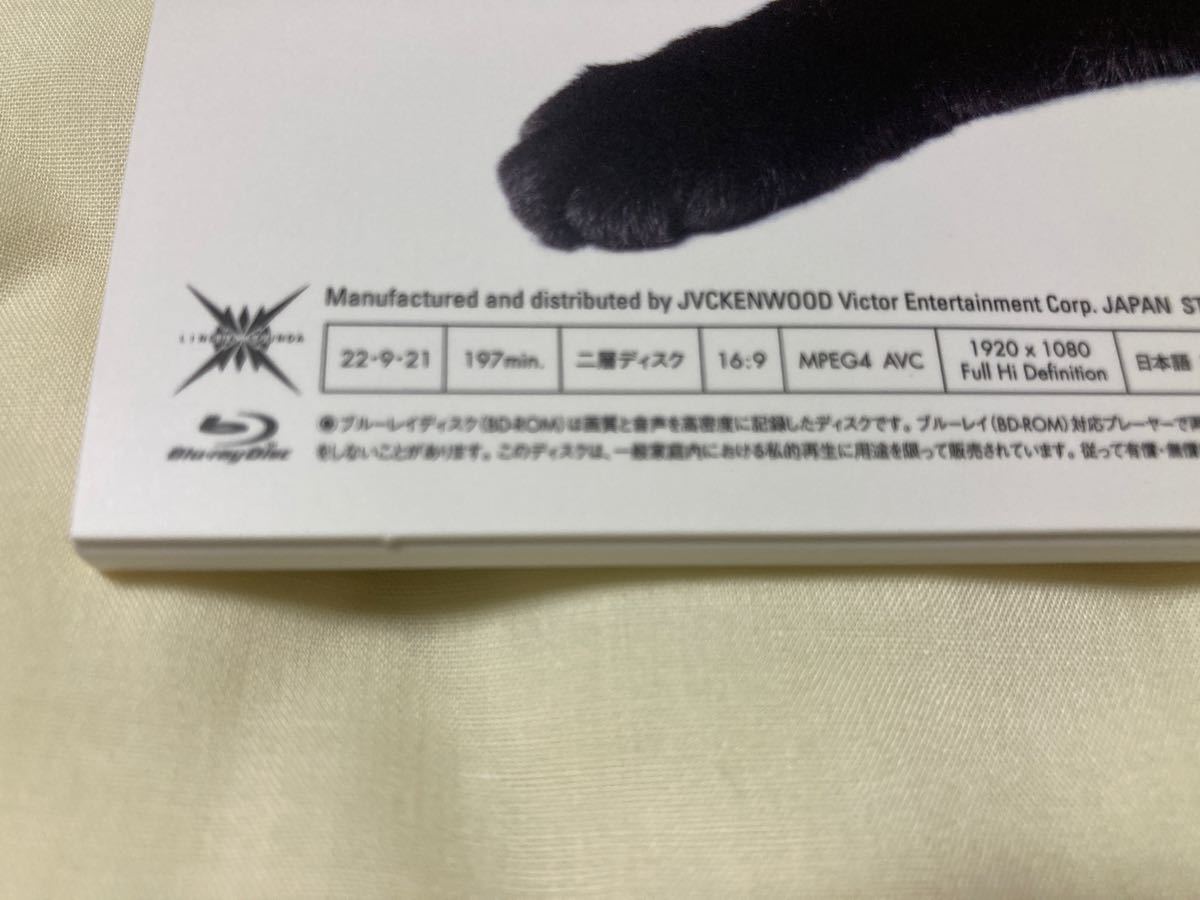 Manufactured and distributed by JVCKENWOOD Victor Entertainment Corp. JAPAN ST
22・9・21 197min. 二層ディスク 16:9 MPEG4 AVC 1920 x 1080 Full Hi Definition 日本語
Blu-ray Disc
◉ブルーレイディスク(BD-ROM)は画質と音声を高密度に記録したディスクです。ブルーレイ(BD-ROM)対応プレーヤーで再
をしないことがあります。このディスクは、一般家庭内における私的再生に用途を限って販売されています。従って有償・無償